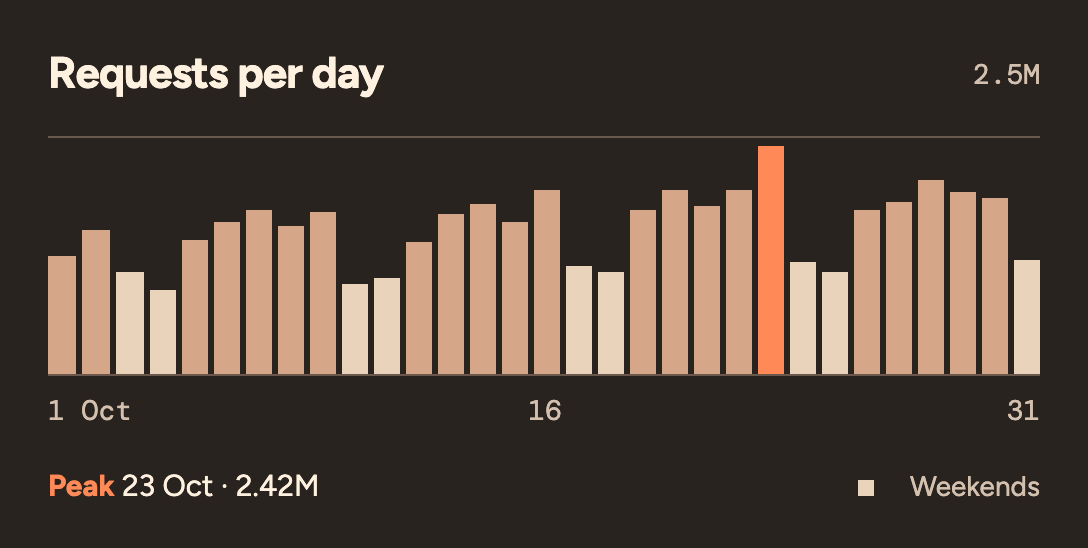 Requests per day
2.5M
1 Oct
16
31
Peak 23 Oct · 2.42M
Weekends